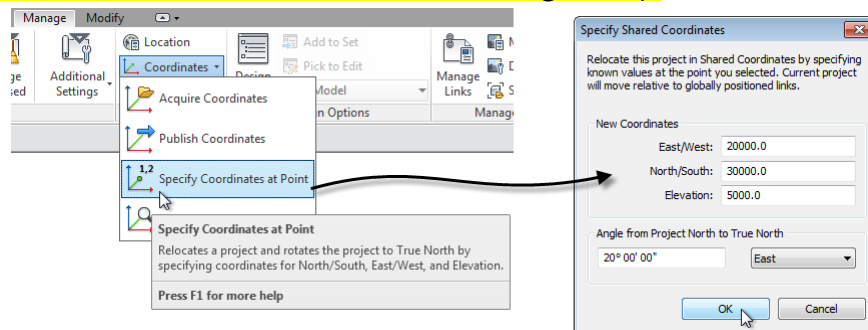 Manage Modify
Location
Coordinates
Additional Settings
Add to Set
Pick to Edit
Model
Manage Links
Acquire Coordinates
Publish Coordinates
1,2
Specify Coordinates at Point
Specify Coordinates at Point
Relocates a project and rotates the project to True North by
specifying coordinates for North/South, East/West, and Elevation.
Press F1 for more help
Specify Shared Coordinates
Relocate this project in Shared Coordinates by specifying
known values at the point you selected. Current project
will move relative to globally positioned links.
New Coordinates
East/West: 20000.0
North/South: 30000.0
Elevation: 5000.0
Angle from Project North to True North
20° 00' 00" East
OK Cancel